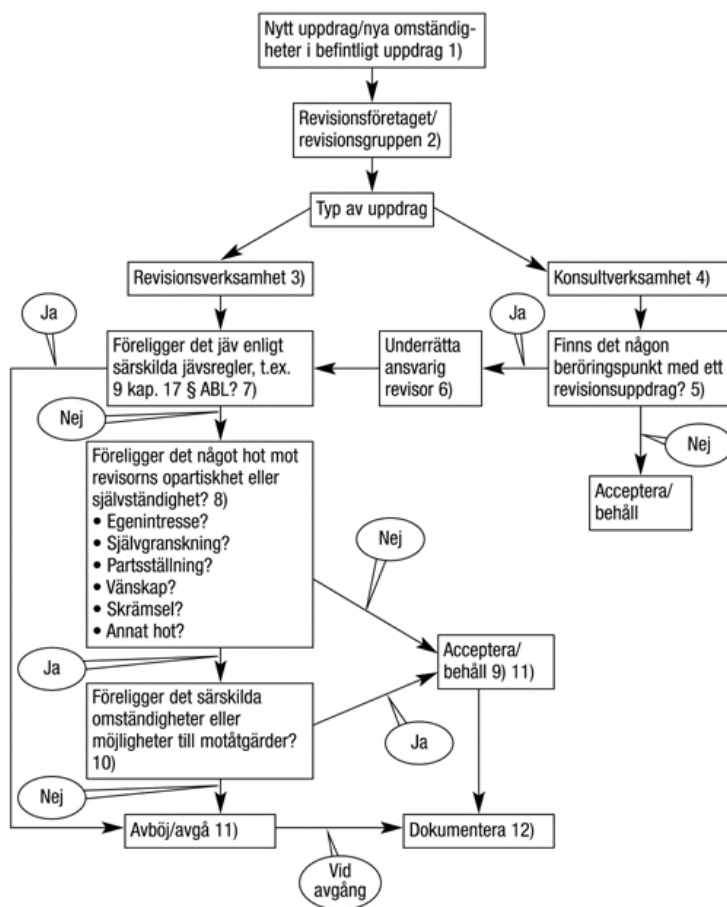 Nytt uppdrag/nya omständig-
heter i befintligt uppdrag 1)
Revisionsföretaget/
revisionsgruppen 2)
Typ av uppdrag
Revisionsverksamhet 3)
Konsultverksamhet 4)
Ja
Föreligger det jäv enligt
särskilda jävsregler, t.ex.
9 kap. 17 § ABL? 7)
Underrätta
ansvarig
revisor 6)
Ja
Finns det någon
beröringspunkt med ett
revisionsuppdrag? 5)
Nej
Nej
Acceptera/
behåll
Föreligger det något hot mot
revisorns opartiskhet eller
självständighet? 8)
• Egenintresse?
• Självgranskning?
• Partsställning?
• Vänskap?
• Skrämsel?
• Annat hot?
Nej
Ja
Acceptera/
behåll 9) 11)
Föreligger det särskilda
omständigheter eller
möjligheter till motåtgärder?
10)
Ja
Nej
Avböj/avgå 11)
Dokumentera 12)
Vid
avgång